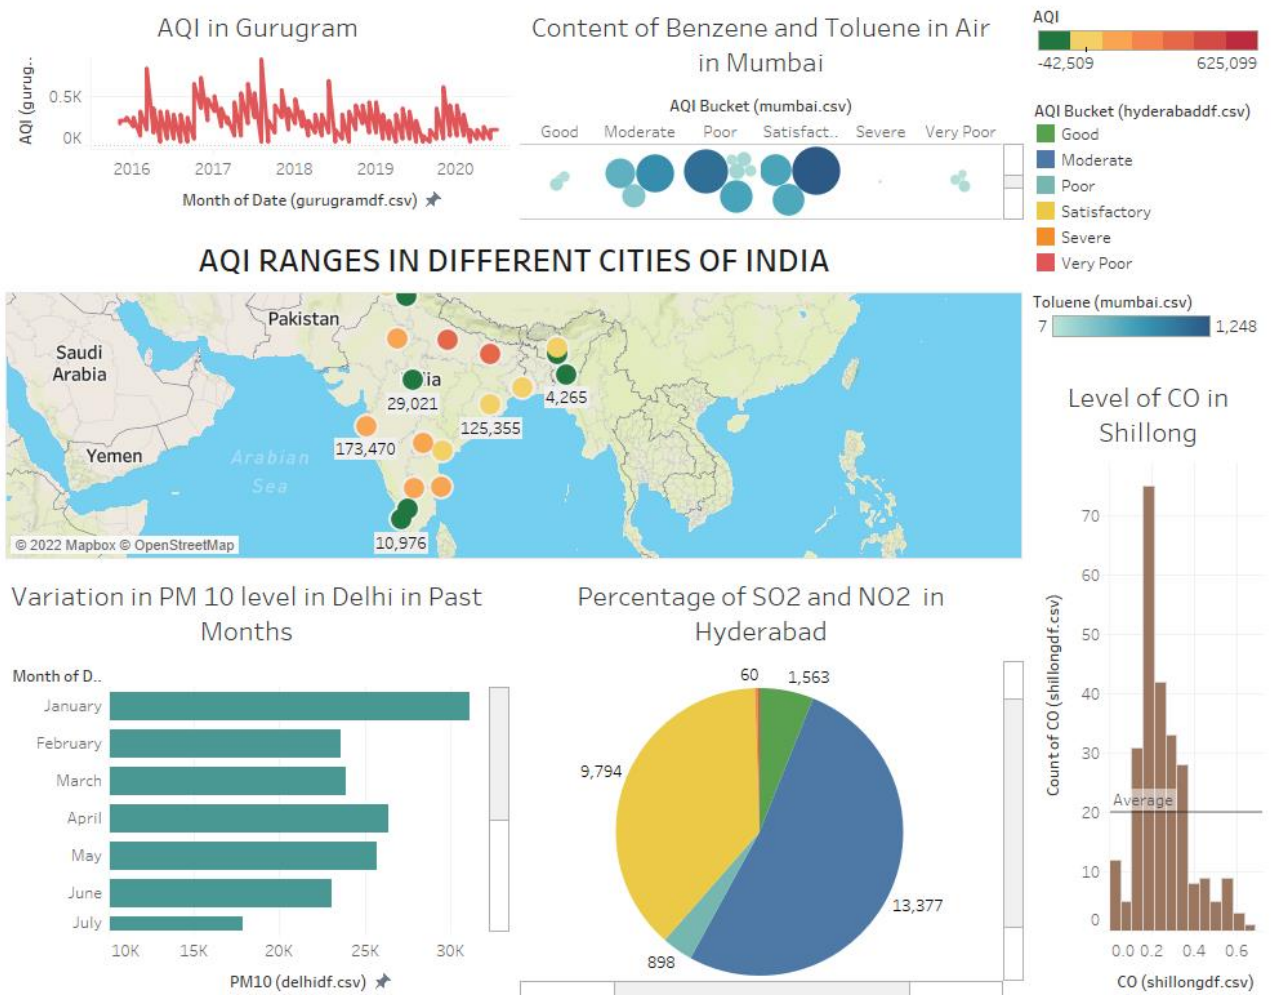 AQI in Gurugram
AQI (gurug..
0.5K
0K
2016 2017 2018 2019 2020
Month of Date (gurugramdf.csv)
Content of Benzene and Toluene in Air
in Mumbai
AQI Bucket (mumbai.csv)
Good Moderate Poor Satisfact.. Severe Very Poor
AQI
-42,509 625,099
AQI Bucket (hyderabaddf.csv)
Good
Moderate
Poor
Satisfactory
Severe
Very Poor
Toluene (mumbai.csv)
7 1,248
AQI RANGES IN DIFFERENT CITIES OF INDIA
Pakistan
Saudi
Arabia
ia
29,021
4,265
125,355
173,470
Yemen
Arabian
Sea
10,976
© 2022 Mapbox © OpenStreetMap
Level of CO in
Shillong
Count of CO (shillongdf.csv)
70
60
50
40
30
Average
20
10
0
0.0 0.2 0.4 0.6
CO (shillongdf.csv)
Variation in PM 10 level in Delhi in Past
Months
Month of D..
January
February
March
April
May
June
July
10K 15K 20K 25K 30K
PM10 (delhidf.csv)
Percentage of SO2 and NO2 in
Hyderabad
60 1,563
9,794
13,377
898